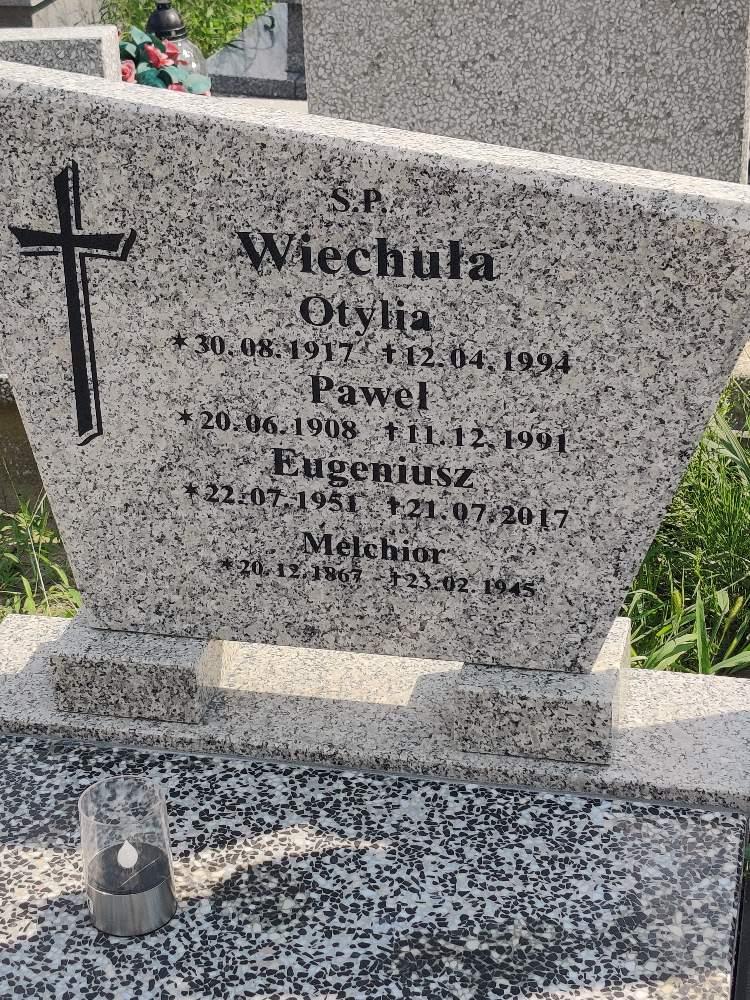 S.P.
Wiechuła
Otylia
✶30.08.1917 †12.04.1994
Paweł
✶20.06.1908 †11.12.1991
Eugeniusz
✶22.07.1951 †21.07.2017
Melchior
✶20.12.1867 †23.02.1945